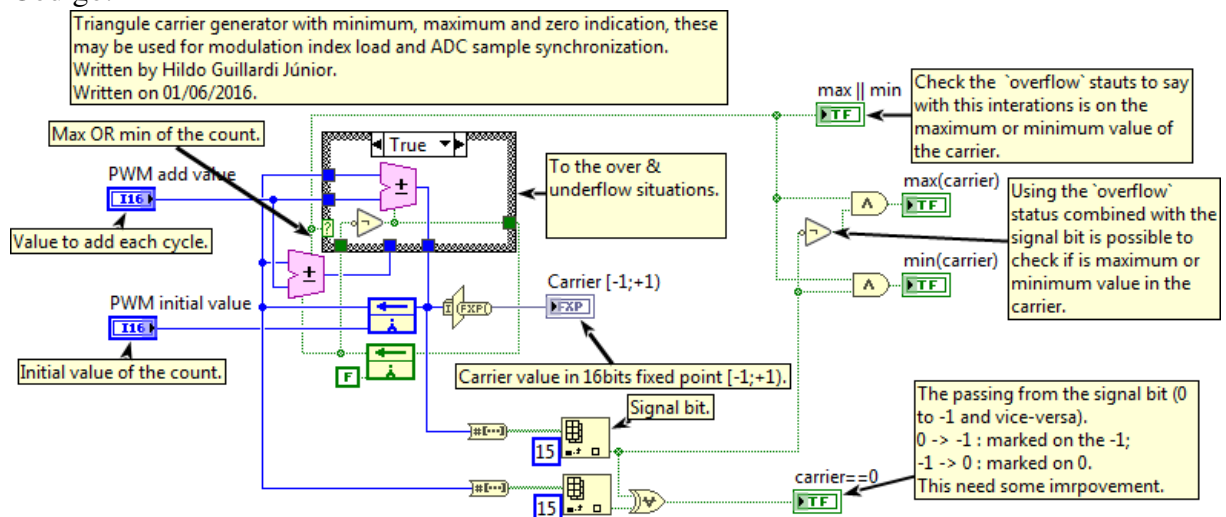 Triangule carrier generator with minimum, maximum and zero indication, these
may be used for modulation index load and ADC sample synchronization.
Written by Hildo Guillardi Júnior.
Written on 01/06/2016.
max || min
TF
Check the `overflow` stauts to say
with this interations is on the
maximum or minimum value of
the carrier.
Max OR min of the count.
True
To the over &
underflow situations.
PWM add value
I16
Value to add each cycle.
?
±
±
max(carrier)
TF
Using the `overflow`
status combined with the
signal bit is possible to
check if is maximum or
minimum value in the
carrier.
min(carrier)
TF
PWM initial value
I16
Initial value of the count.
I
FXP(
Carrier [-1;+1)
FXP
F
Carrier value in 16bits fixed point [-1;+1).
Signal bit.
#[...]
15
#[...]
15
carrier==0
TF
The passing from the signal bit (0
to -1 and vice-versa).
0 -> -1 : marked on the -1;
-1 -> 0 : marked on 0.
This need some imrpovement.